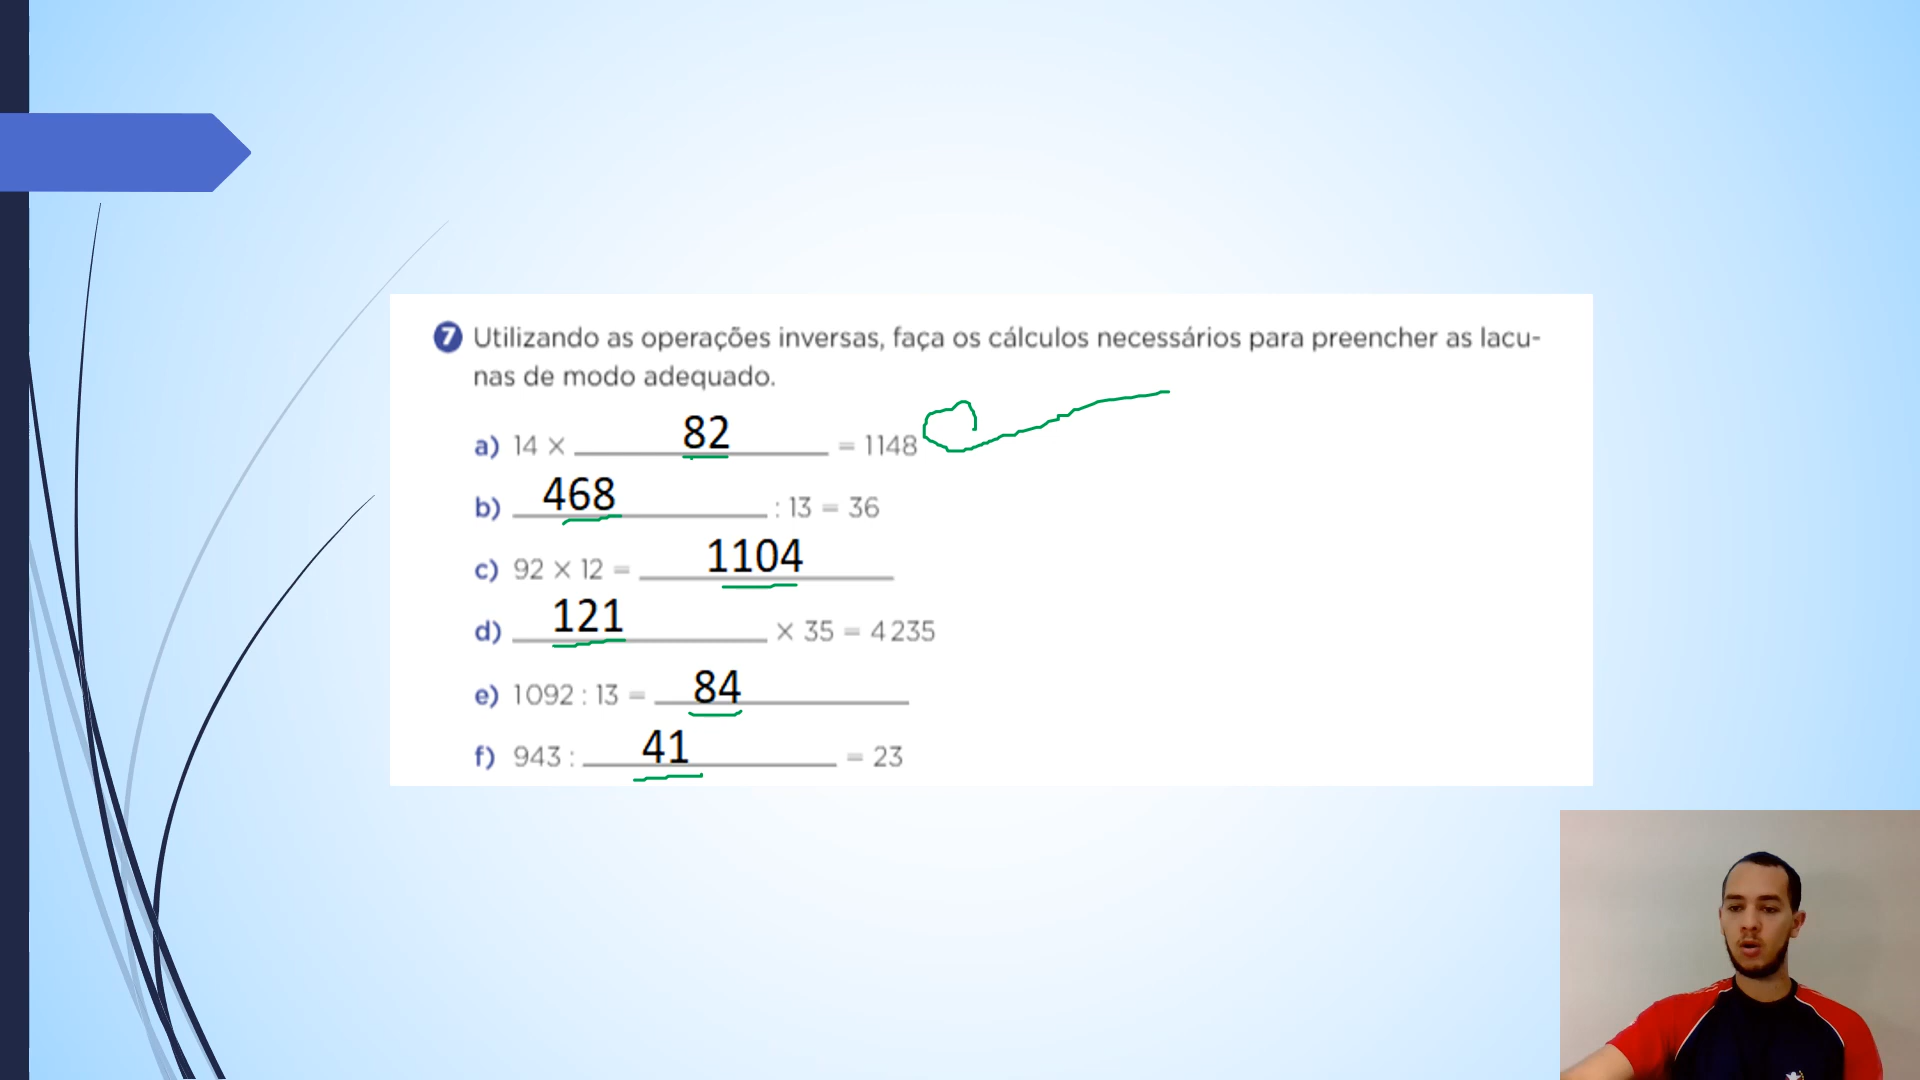 7 Utilizando as operações inversas, faça os cálculos necessários para preencher as lacu-
nas de modo adequado.
a) 14 × 82 = 1148
b) 468 : 13 = 36
c) 92 × 12 = 1104
d) 121 × 35 = 4235
e) 1092 : 13 = 84
f) 943 : 41 = 23